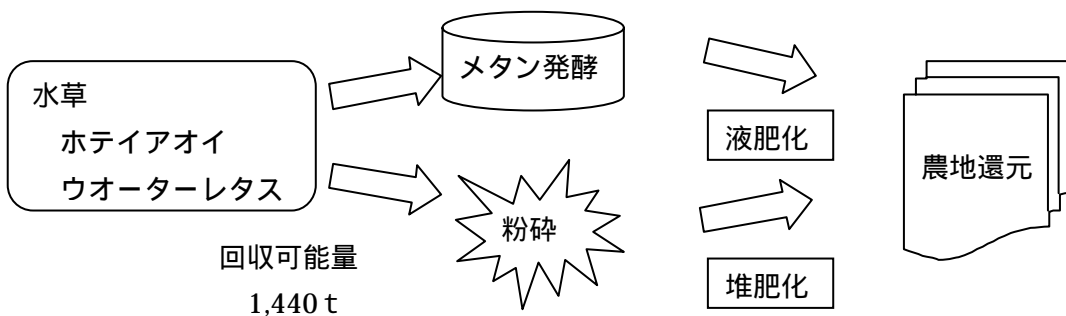 水草
ホテイアオイ
ウオーターレタス
回収可能量
1,440ｔ
メタン発酵
粉砕
液肥化
堆肥化
農地還元